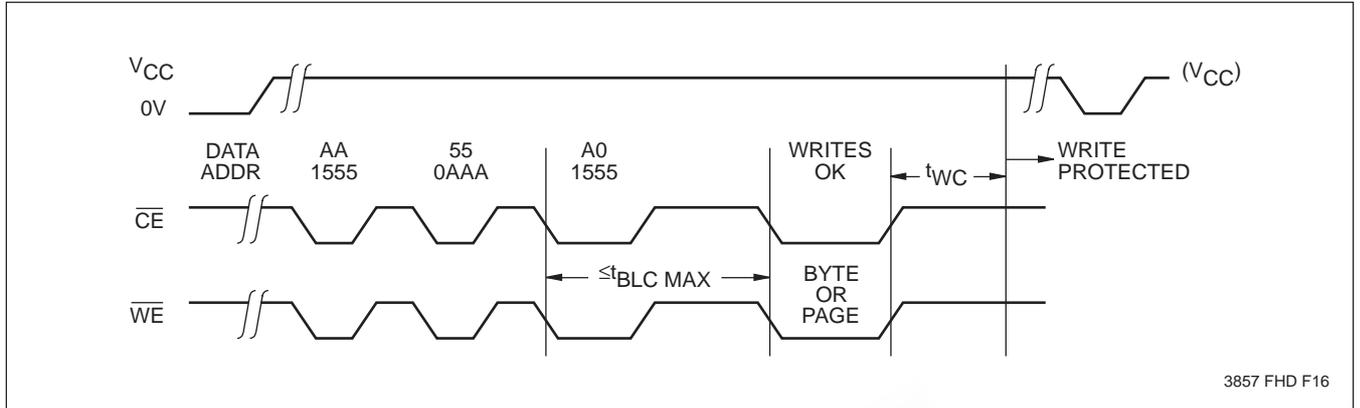 VCC
(VCC)
0V
DATA
ADDR
AA
1555
55
0AAA
A0
1555
WRITES
OK
tWC
WRITE
PROTECTED
CE
≤tBLC MAX
BYTE
OR
PAGE
WE
3857 FHD F16